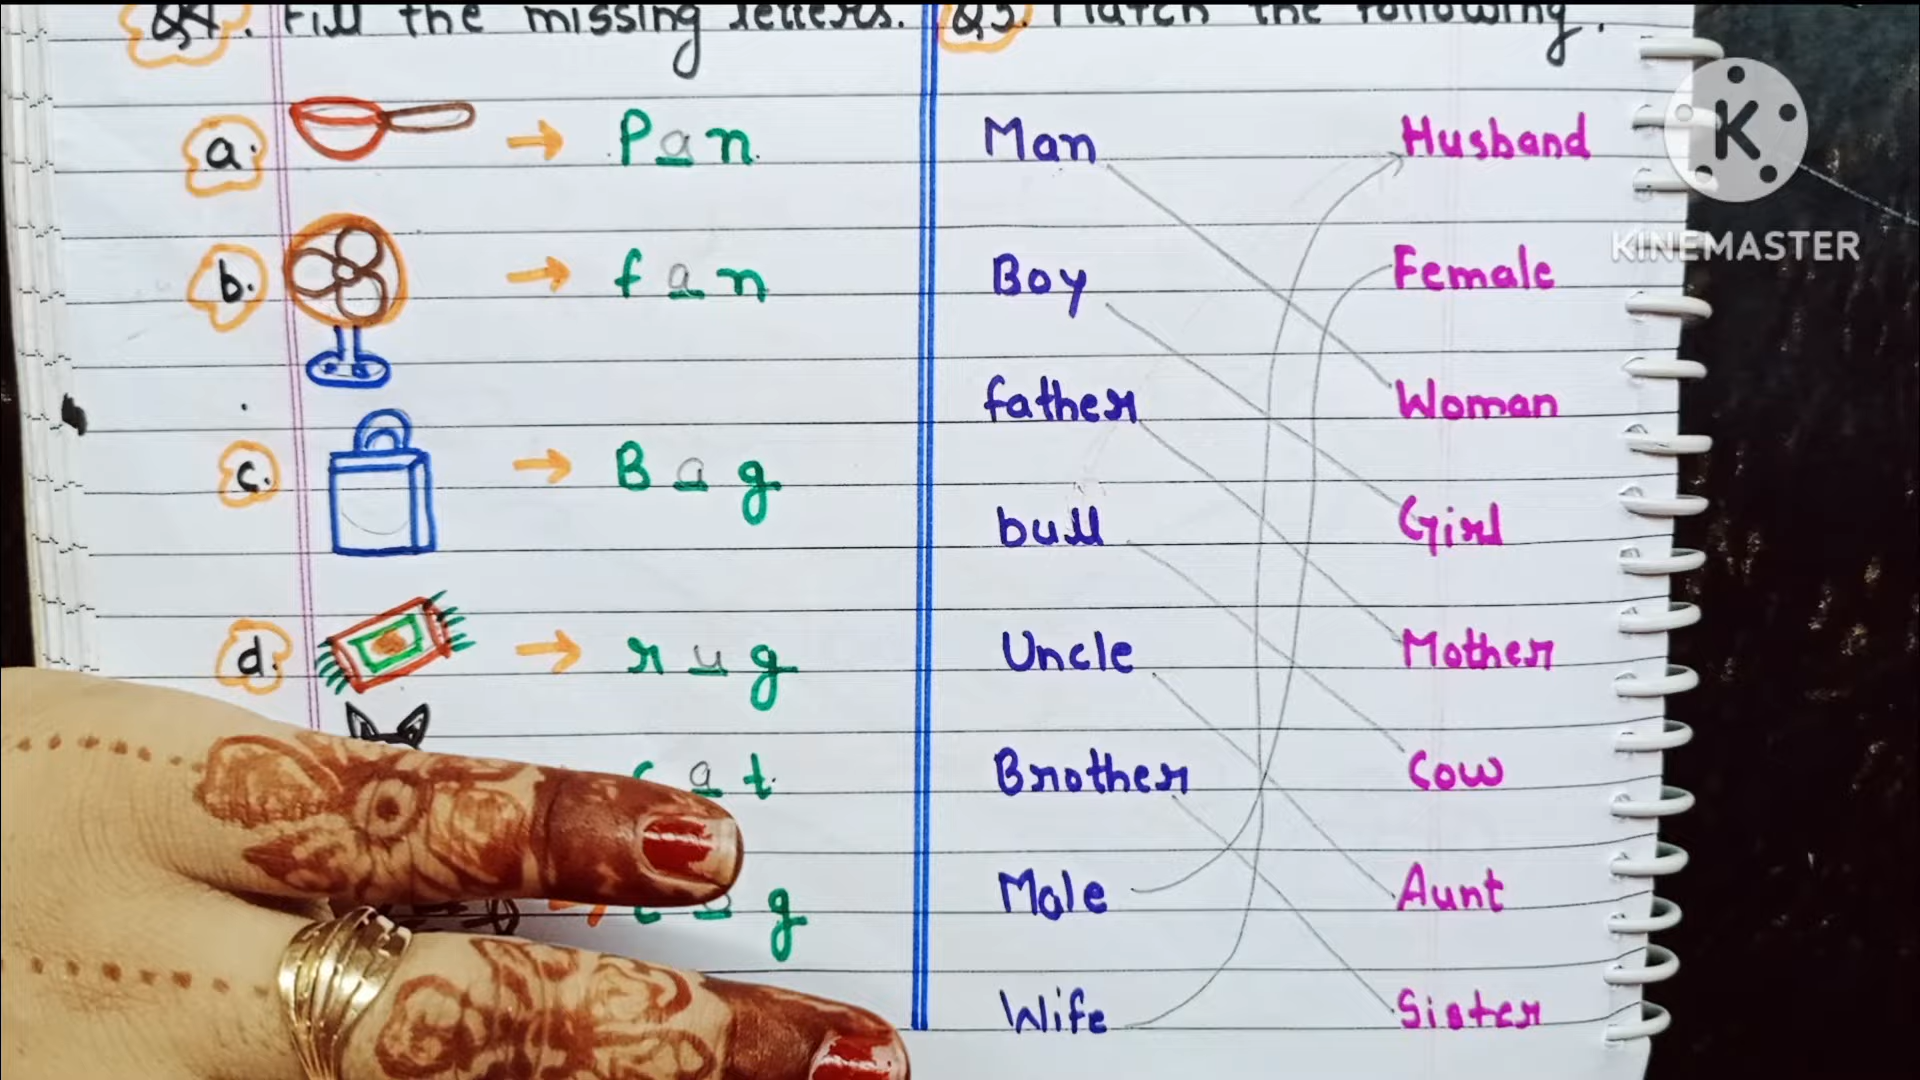 Q4. Fill the missing letters.
a. → Pan
b. → fan
c. → Bag
d. → rug
cat
g
Q5. Match the following.
Man Husband
Boy Female
father Woman
bull Girl
Uncle Mother
Brother Cow
Male Aunt
Wife Sister
K
KINEMASTER